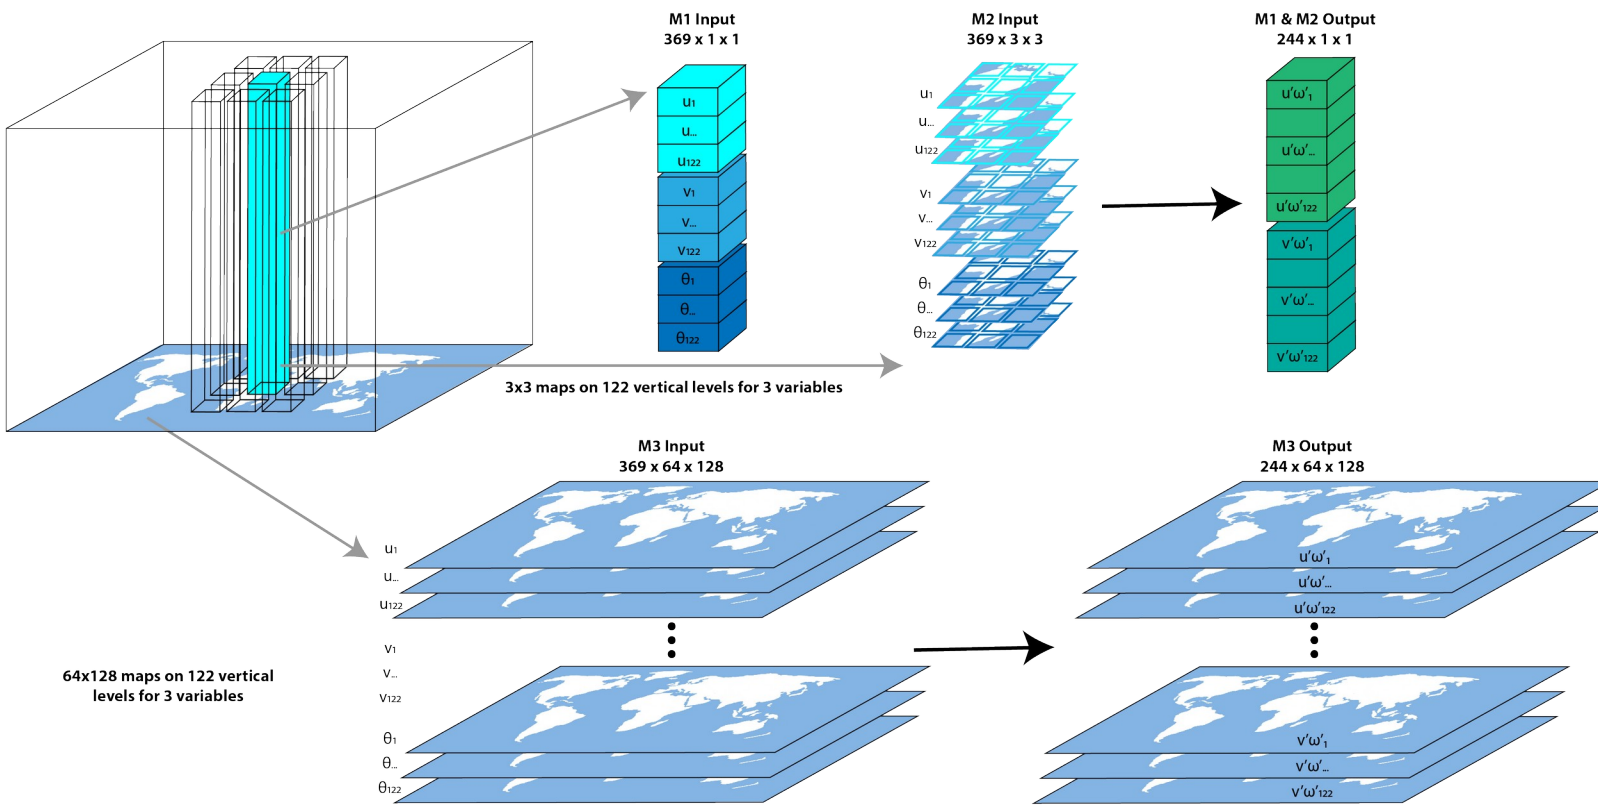 M1 Input
369 x 1 x 1
u1
u...
u122
v1
v...
v122
θ1
θ...
θ122
M2 Input
369 x 3 x 3
u1
u...
u122
v1
v...
v122
θ1
θ...
θ122
M1 & M2 Output
244 x 1 x 1
u'ω'1
u'ω'...
u'ω'122
v'ω'1
v'ω'...
v'ω'122
3x3 maps on 122 vertical levels for 3 variables
M3 Input
369 x 64 x 128
u1
u...
u122
v1
v...
v122
θ1
θ...
θ122
64x128 maps on 122 vertical
levels for 3 variables
M3 Output
244 x 64 x 128
u'ω'1
u'ω'...
u'ω'122
v'ω'1
v'ω'...
v'ω'122